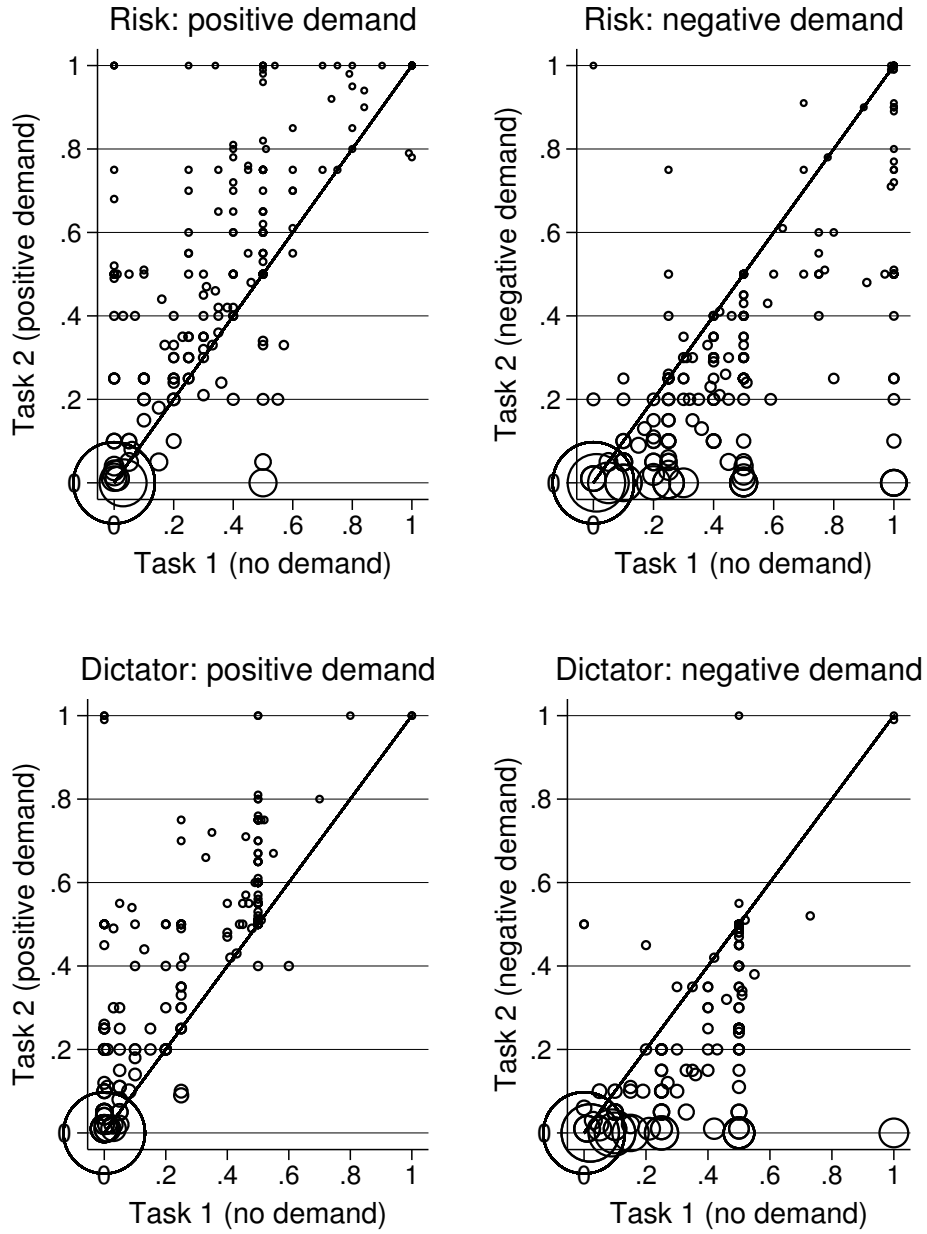 Risk: positive demand
Task 2 (positive demand)
1
.8
.6
.4
.2
0
0 .2 .4 .6 .8 1
Task 1 (no demand)
Risk: negative demand
Task 2 (negative demand)
1
.8
.6
.4
.2
0
0 .2 .4 .6 .8 1
Task 1 (no demand)
Dictator: positive demand
Task 2 (positive demand)
1
.8
.6
.4
.2
0
0 .2 .4 .6 .8 1
Task 1 (no demand)
Dictator: negative demand
Task 2 (negative demand)
1
.8
.6
.4
.2
0
0 .2 .4 .6 .8 1
Task 1 (no demand)